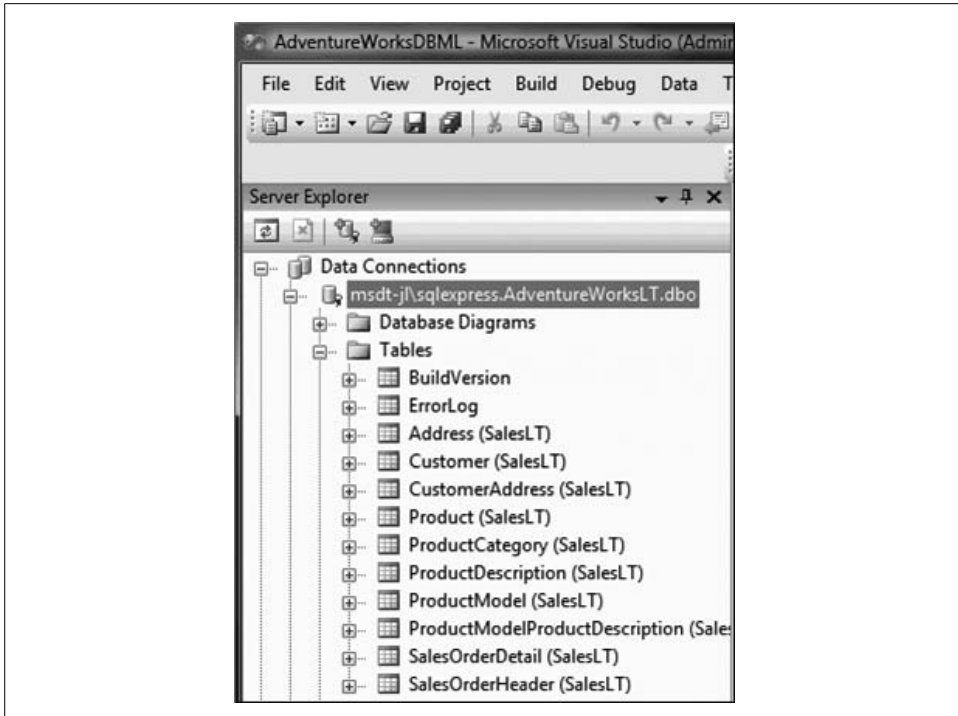 AdventureWorksDBML - Microsoft Visual Studio (Admir
File Edit View Project Build Debug Data T
Server Explorer
Data Connections
msdt-jl\sqlexpress.AdventureWorksLT.dbo
Database Diagrams
Tables
BuildVersion
ErrorLog
Address (SalesLT)
Customer (SalesLT)
CustomerAddress (SalesLT)
Product (SalesLT)
ProductCategory (SalesLT)
ProductDescription (SalesLT)
ProductModel (SalesLT)
ProductModelProductDescription (Sale
SalesOrderDetail (SalesLT)
SalesOrderHeader (SalesLT)